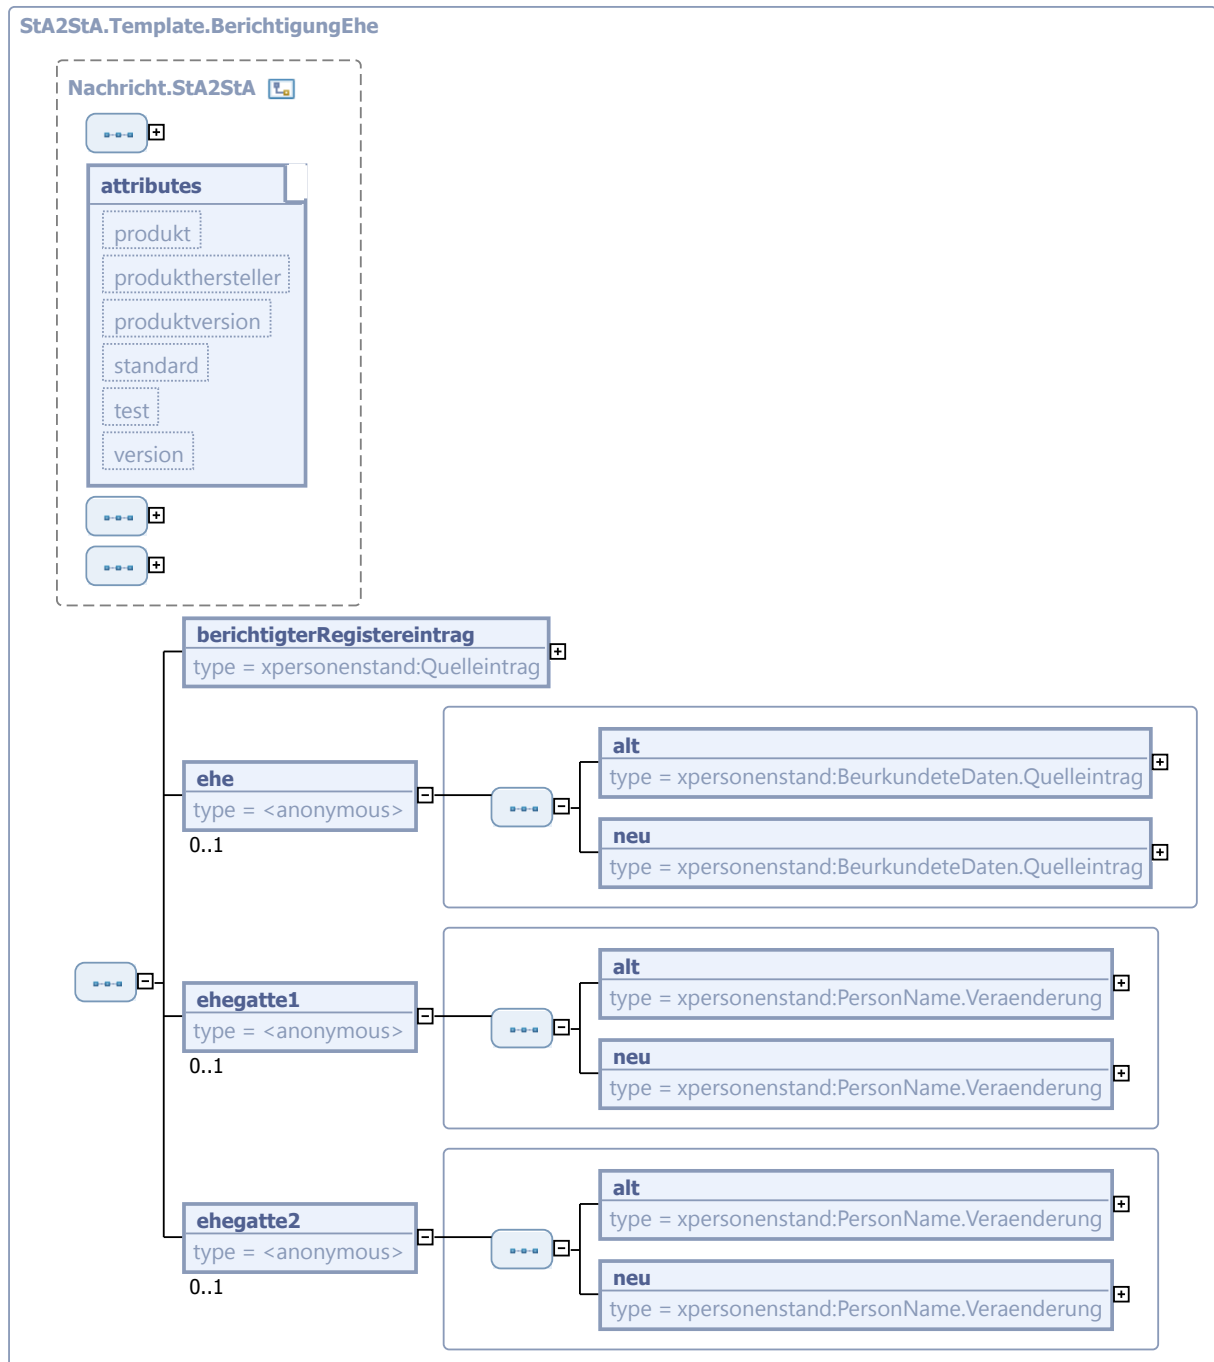 StA2StA.Template.BerichtigungEhe
Nachricht.StA2StA
attributes
produkt
produkthersteller
produktversion
standard
test
version
berichtigterRegistereintrag
type = xpersonenstand:Quelleintrag
ehe
type = <anonymous>
0..1
alt
type = xpersonenstand:BeurkundeteDaten.Quelleintrag
neu
type = xpersonenstand:BeurkundeteDaten.Quelleintrag
ehegatte1
type = <anonymous>
0..1
alt
type = xpersonenstand:PersonName.Veraenderung
neu
type = xpersonenstand:PersonName.Veraenderung
ehegatte2
type = <anonymous>
0..1
alt
type = xpersonenstand:PersonName.Veraenderung
neu
type = xpersonenstand:PersonName.Veraenderung